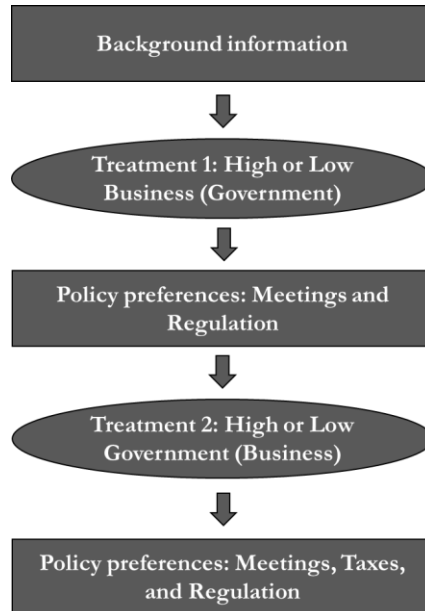 Background information
Treatment 1: High or Low
Business (Government)
Policy preferences: Meetings and
Regulation
Treatment 2: High or Low
Government (Business)
Policy preferences: Meetings, Taxes,
and Regulation